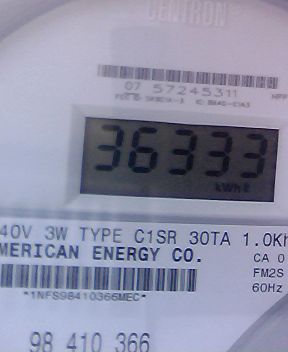 CENTRON®
07 57245311
36333
kWh
40V 3W TYPE C1SR 30TA 1.0Kh
MERICAN ENERGY CO.
CA 0
FM2S
60Hz
*1NFS98410366MEC*
98 410 366